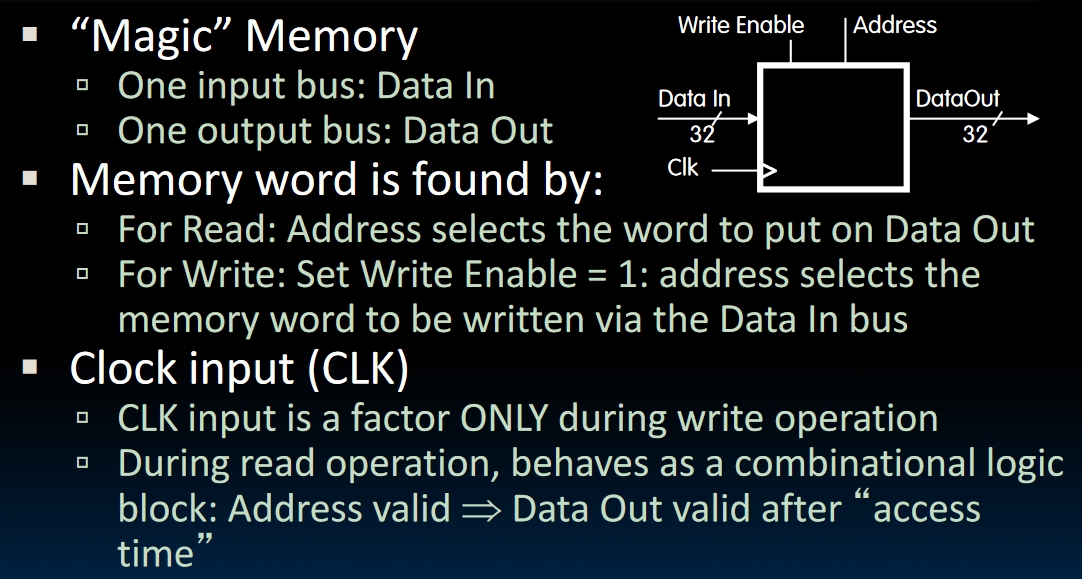 “Magic” Memory
One input bus: Data In
One output bus: Data Out
Memory word is found by:
For Read: Address selects the word to put on Data Out
For Write: Set Write Enable = 1: address selects the
memory word to be written via the Data In bus
Clock input (CLK)
CLK input is a factor ONLY during write operation
During read operation, behaves as a combinational logic
block: Address valid ⇒ Data Out valid after “access
time”
Write Enable
Address
Data In
32
Clk
DataOut
32